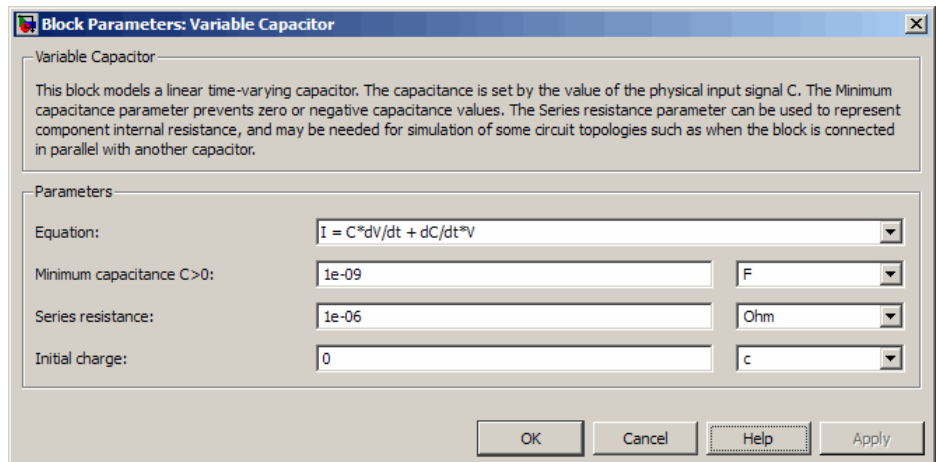 Block Parameters: Variable Capacitor
Variable Capacitor
This block models a linear time-varying capacitor. The capacitance is set by the value of the physical input signal C. The Minimum
capacitance parameter prevents zero or negative capacitance values. The Series resistance parameter can be used to represent
component internal resistance, and may be needed for simulation of some circuit topologies such as when the block is connected
in parallel with another capacitor.
Parameters
Equation: I = C*dV/dt + dC/dt*V
Minimum capacitance C>0: 1e-09 F
Series resistance: 1e-06 Ohm
Initial charge: 0 c
OK Cancel Help Apply